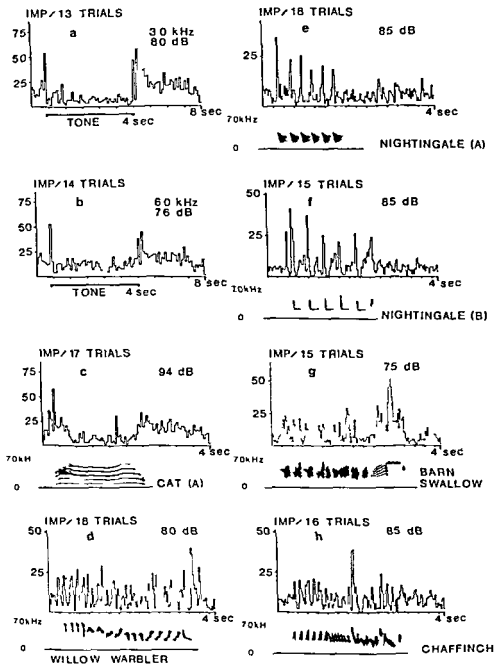 IMP/13 TRIALS
75
50
25
a
30 kHz
80 dB
TONE
4 sec
8 sec
IMP/18 TRIALS
50
25
e
85 dB
4 sec
70kHz
0
NIGHTINGALE (A)
IMP/14 TRIALS
75
50
25
b
60 kHz
76 dB
TONE
4 sec
8 sec
IMP/15 TRIALS
50
25
f
85 dB
4 sec
70kHz
0
NIGHTINGALE (B)
IMP/17 TRIALS
75
50
25
c
94 dB
4 sec
70kH
0
CAT (A)
IMP/15 TRIALS
50
25
g
75 dB
4 sec
70kHz
0
BARN
SWALLOW
IMP/18 TRIALS
50
25
d
80 dB
4 sec
70kHz
0
WILLOW WARBLER
IMP/16 TRIALS
50
25
h
85 dB
4 sec
70kH
0
CHAFFINCH